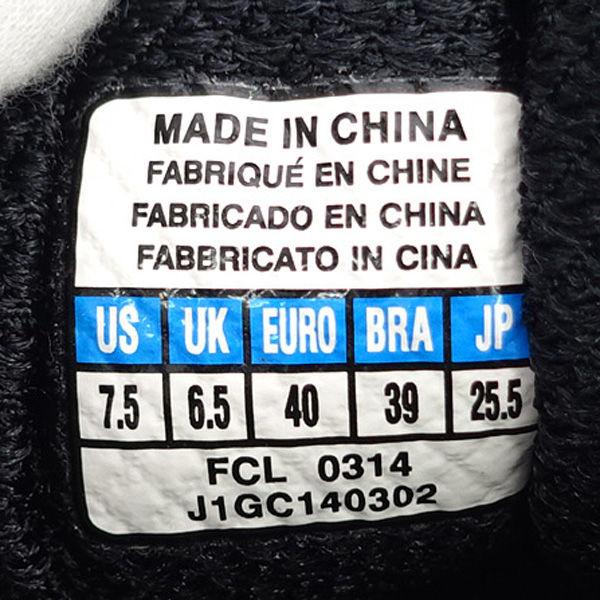 MADE IN CHINA
FABRIQUÉ EN CHINE
FABRICADO EN CHINA
FABBRICATO IN CINA
US UK EURO BRA JP
7.5 6.5 40 39 25.5
FCL 0314
J1GC140302